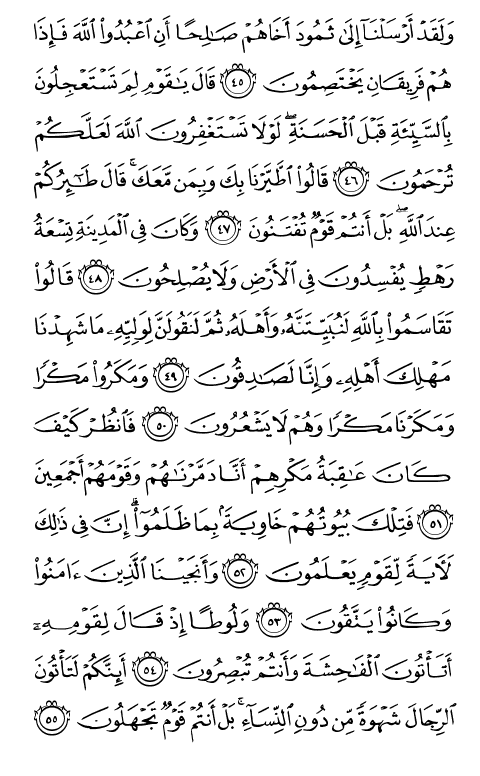 وَلَقَدْ أَرْسَلْنَآ إِلَىٰ ثَمُودَ أَخَاهُمْ صَـٰلِحًا أَنِ ٱعْبُدُوا۟ ٱللَّهَ فَإِذَا
هُمْ فَرِيقَانِ يَخْتَصِمُونَ ٤٥ قَالَ يَـٰقَوْمِ لِمَ تَسْتَعْجِلُونَ
بِٱلسَّيِّئَةِ قَبْلَ ٱلْحَسَنَةِ ۖ لَوْلَا تَسْتَغْفِرُونَ ٱللَّهَ لَعَلَّكُمْ
تُرْحَمُونَ ٤٦ قَالُوا۟ ٱطَّيَّرْنَا بِكَ وَبِمَن مَّعَكَ ۚ قَالَ طَـٰٓئِرُكُمْ
عِندَ ٱللَّهِ ۖ بَلْ أَنتُمْ قَوْمٌ تُفْتَنُونَ ٤٧ وَكَانَ فِى ٱلْمَدِينَةِ تِسْعَةُ
رَهْطٍ يُفْسِدُونَ فِى ٱلْأَرْضِ وَلَا يُصْلِحُونَ ٤٨ قَالُوا۟
تَقَاسَمُوا۟ بِٱللَّهِ لَنُبَيِّتَنَّهُۥ وَأَهْلَهُۥ ثُمَّ لَنَقُولَنَّ لِوَلِيِّهِۦ مَا شَهِدْنَا
مَهْلِكَ أَهْلِهِۦ وَإِنَّا لَصَـٰدِقُونَ ٤٩ وَمَكَرُوا۟ مَكْرًا
وَمَكَرْنَا مَكْرًا وَهُمْ لَا يَشْعُرُونَ ٥٠ فَٱنظُرْ كَيْفَ
كَانَ عَـٰقِبَةُ مَكْرِهِمْ أَنَّا دَمَّرْنَـٰهُمْ وَقَوْمَهُمْ أَجْمَعِينَ
٥١ فَتِلْكَ بُيُوتُهُمْ خَاوِيَةًۢ بِمَا ظَلَمُوٓا۟ ۗ إِنَّ فِى ذَٰلِكَ
لَـَٔايَةً لِّقَوْمٍ يَعْلَمُونَ ٥٢ وَأَنجَيْنَا ٱلَّذِينَ ءَامَنُوا۟
وَكَانُوا۟ يَتَّقُونَ ٥٣ وَلُوطًا إِذْ قَالَ لِقَوْمِهِۦٓ
أَتَأْتُونَ ٱلْفَـٰحِشَةَ وَأَنتُمْ تُبْصِرُونَ ٥٤ أَئِنَّكُمْ لَتَأْتُونَ
ٱلرِّجَالَ شَهْوَةً مِّن دُونِ ٱلنِّسَآءِ ۚ بَلْ أَنتُمْ قَوْمٌ تَجْهَلُونَ ٥٥